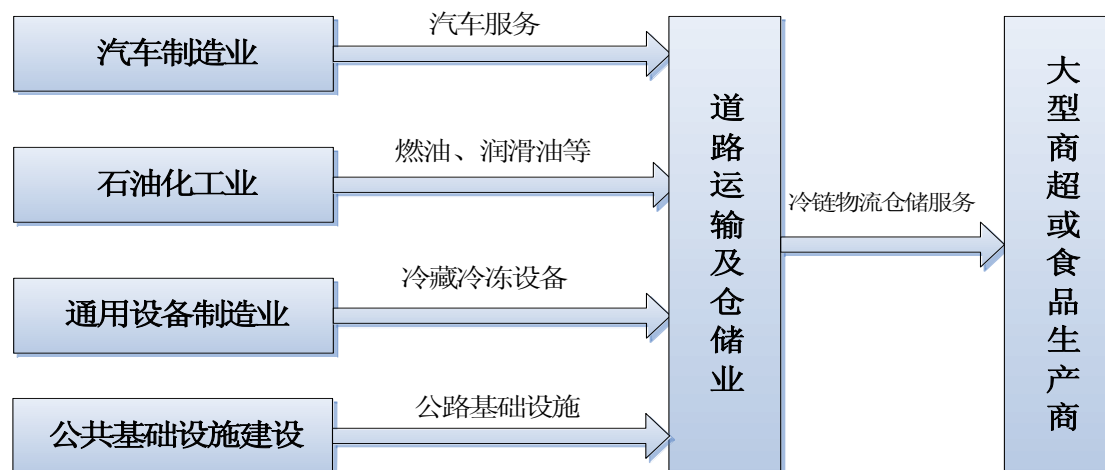 汽车制造业
汽车服务
石油化工业
燃油、润滑油等
通用设备制造业
冷藏冷冻设备
公共基础设施建设
公路基础设施
道路运输及仓储业
冷链物流仓储服务
大型商超或食品生产商